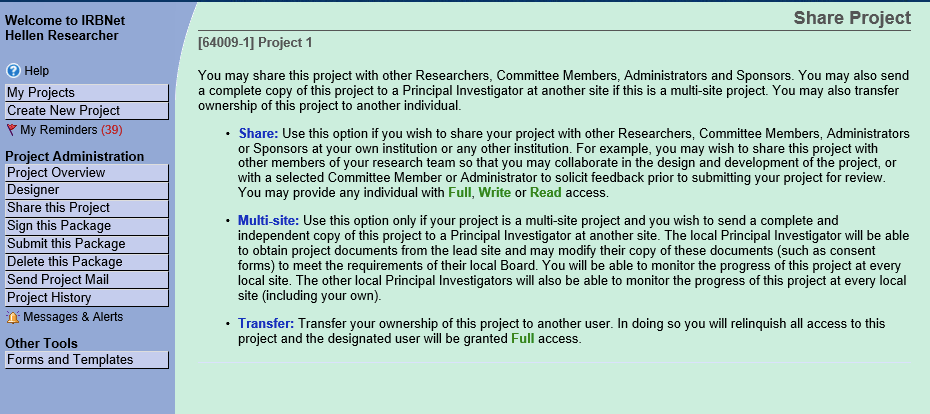 Welcome to IRBNet
Hellen Researcher
Help
My Projects
Create New Project
My Reminders (39)
Project Administration
Project Overview
Designer
Share this Project
Sign this Package
Submit this Package
Delete this Package
Send Project Mail
Project History
Messages & Alerts
Other Tools
Forms and Templates
Share Project
[64009-1] Project 1
You may share this project with other Researchers, Committee Members, Administrators and Sponsors. You may also send
a complete copy of this project to a Principal Investigator at another site if this is a multi-site project. You may also transfer
ownership of this project to another individual.
• Share: Use this option if you wish to share your project with other Researchers, Committee Members, Administrators
or Sponsors at your own institution or any other institution. For example, you may wish to share this project with
other members of your research team so that you may collaborate in the design and development of the project, or
with a selected Committee Member or Administrator to solicit feedback prior to submitting your project for review.
You may provide any individual with Full, Write or Read access.
• Multi-site: Use this option only if your project is a multi-site project and you wish to send a complete and
independent copy of this project to a Principal Investigator at another site. The local Principal Investigator will be able
to obtain project documents from the lead site and may modify their copy of these documents (such as consent
forms) to meet the requirements of their local Board. You will be able to monitor the progress of this project at every
local site. The other local Principal Investigators will also be able to monitor the progress of this project at every local
site (including your own).
• Transfer: Transfer your ownership of this project to another user. In doing so you will relinquish all access to this
project and the designated user will be granted Full access.